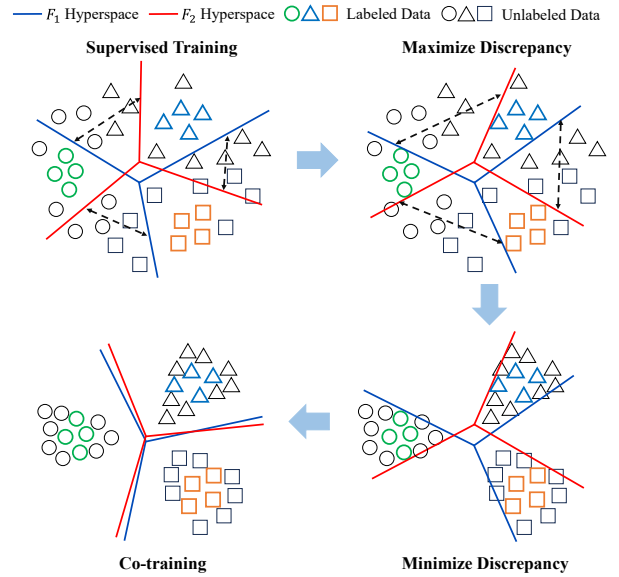 F₁ Hyperspace F₂ Hyperspace Labeled Data Unlabeled Data
Supervised Training Maximize Discrepancy
Co-training Minimize Discrepancy